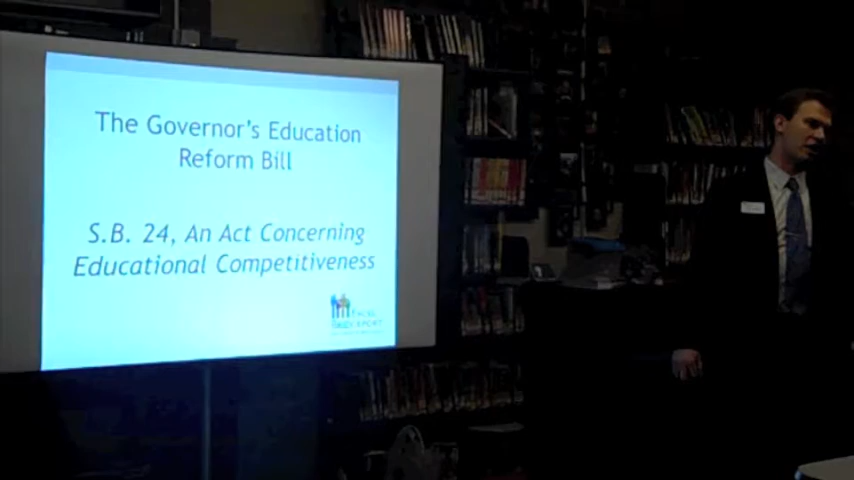 The Governor's Education
Reform Bill
S.B. 24, An Act Concerning
Educational Competitiveness